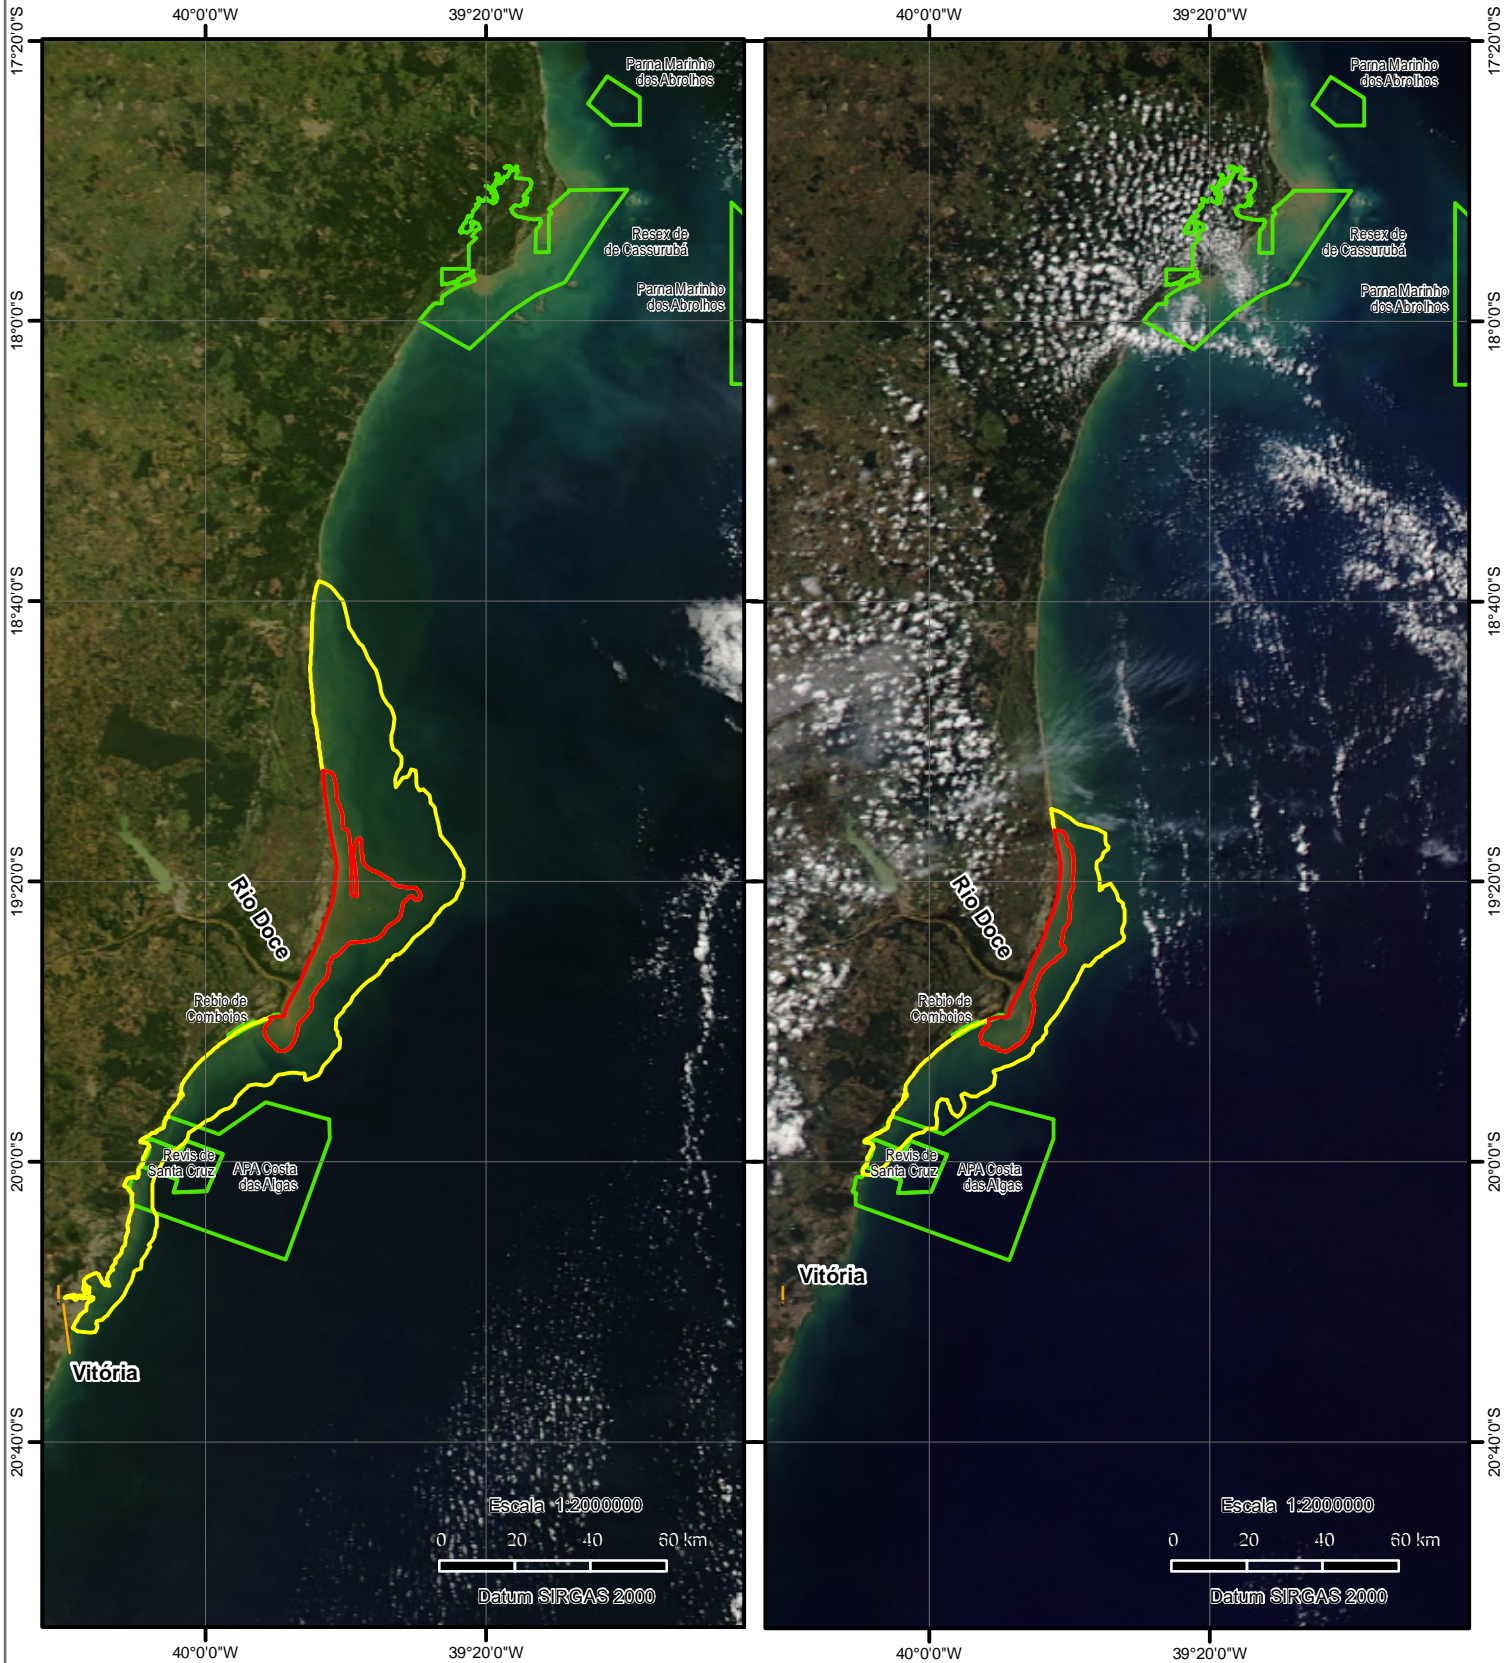 40°0'0"W
39°20'0"W
40°0'0"W
39°20'0"W
17°20'0"S
18°0'0"S
18°40'0"S
19°20'0"S
20°0'0"S
20°40'0"S
Parna Marinho
dos Abrolhos
Resex de
de Cassurubá
Parna Marinho
dos Abrolhos
Rio Doce
Rebio de
Comboios
Revis de
Santa Cruz
APA Costa
das Algas
Vitória
Escala 1:2000000
0 20 40 60 km
Datum SIRGAS 2000
40°0'0"W
39°20'0"W
Parna Marinho
dos Abrolhos
Resex de
de Cassurubá
Parna Marinho
dos Abrolhos
Rio Doce
Rebio de
Comboios
Revis de
Santa Cruz
APA Costa
das Algas
Vitória
Escala 1:2000000
0 20 40 60 km
Datum SIRGAS 2000
40°0'0"W
39°20'0"W
17°20'0"S
18°0'0"S
18°40'0"S
19°20'0"S
20°0'0"S
20°40'0"S